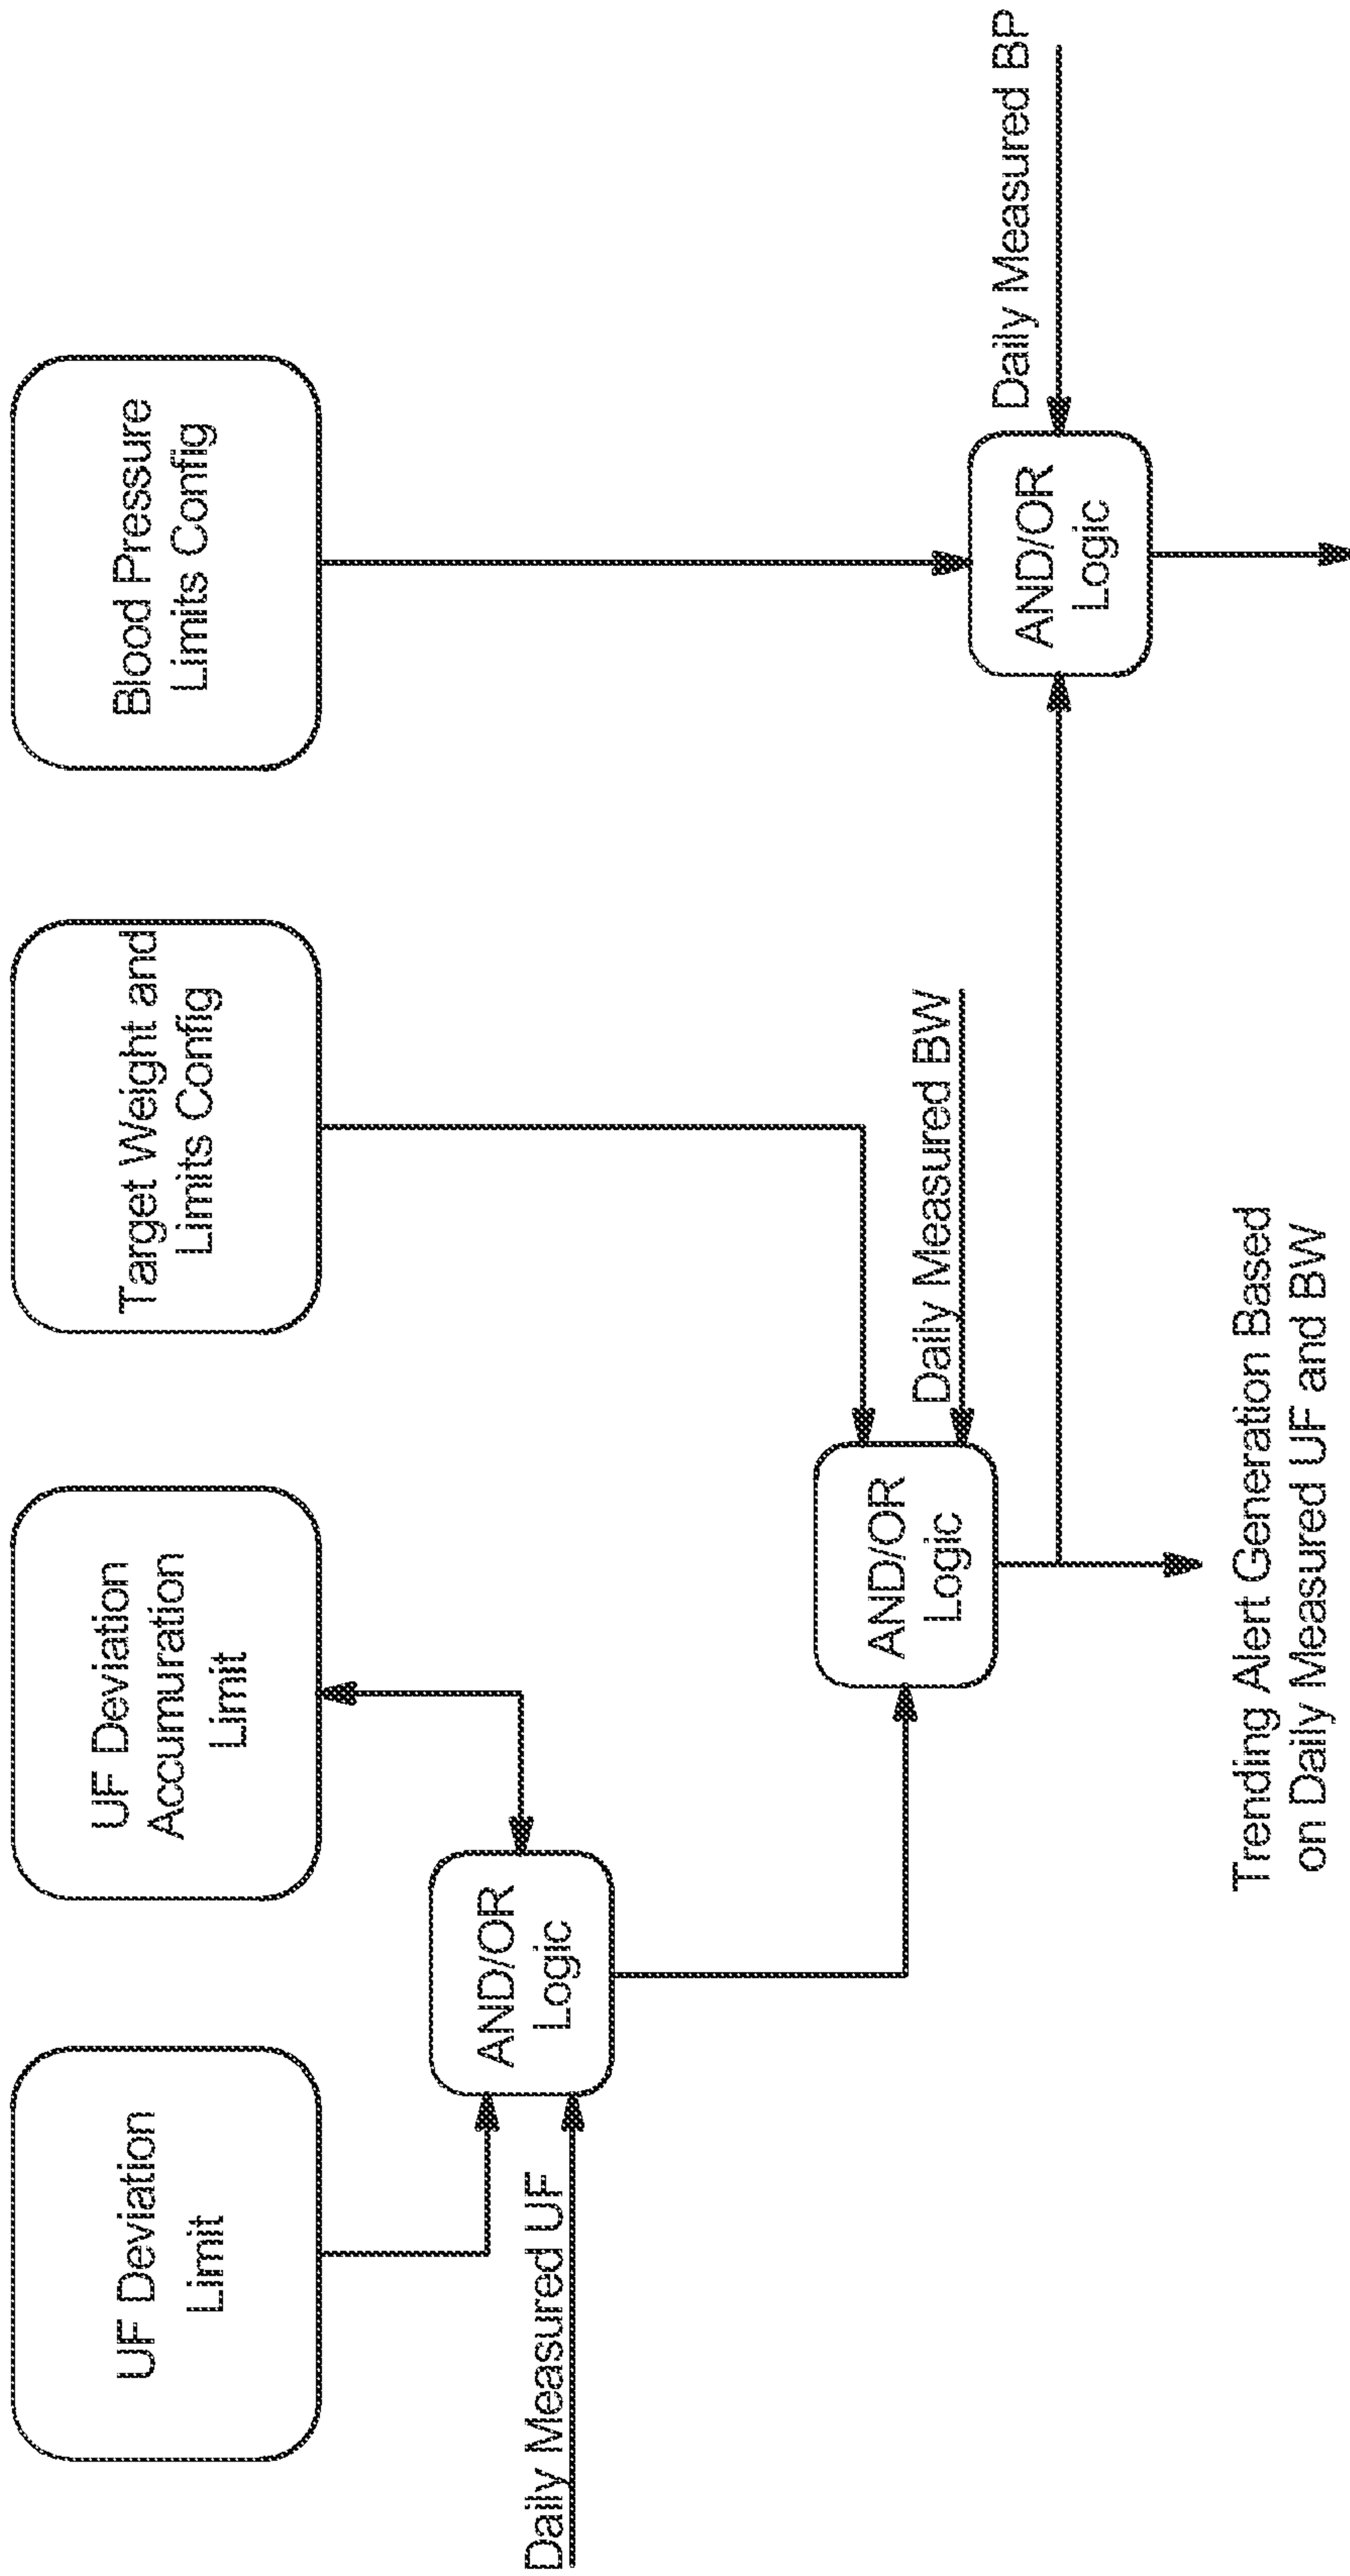 UF Deviation
Limit
UF Deviation
Accumuration
Limit
Target Weight and
Limits Config
Blood Pressure
Limits Config
Daily Measured UF
AND/OR
Logic
AND/OR
Logic
Daily Measured BW
AND/OR
Logic
Daily Measured BP
Trending Alert Generation Based
on Daily Measured UF and BW